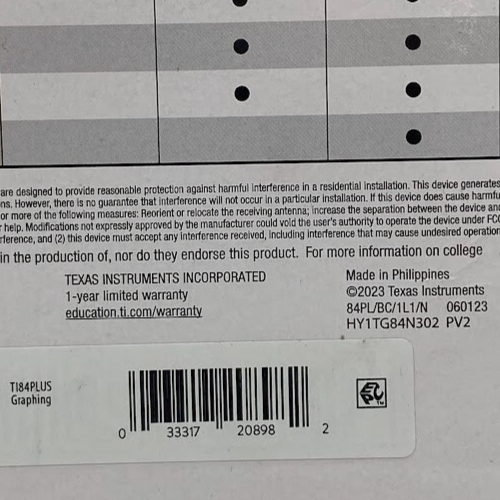 are designed to provide reasonable protection against harmful interference in a residential installation. This device generates
ns. However, there is no guarantee that interference will not occur in a particular installation. If this device does cause harmfu
or more of the following measures: Reorient or relocate the receiving antenna; increase the separation between the device and
r help. Modifications not expressly approved by the manufacturer could void the user's authority to operate the device under FCC
rference, and (2) this device must accept any interference received, including interference that may cause undesired operation
in the production of, nor do they endorse this product. For more information on college
TEXAS INSTRUMENTS INCORPORATED
1-year limited warranty
education.ti.com/warranty
Made in Philippines
©2023 Texas Instruments
84PL/BC/1L1/N 060123
HY1TG84N302 PV2
TI84PLUS
Graphing
0 33317 20898 2